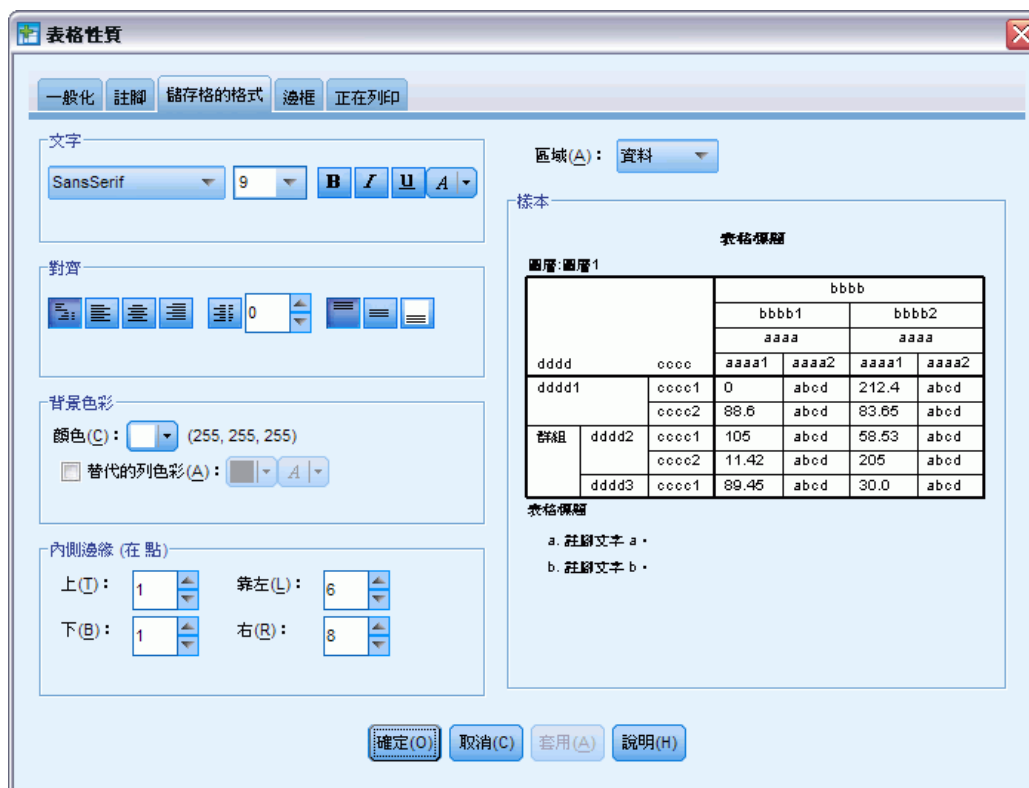 表格性質
一般化 註腳 儲存格的格式 邊框 正在列印
文字
SansSerif 9 B I U A
對齊
0
背景色彩
顏色(C): (255, 255, 255)
替代的列色彩(A): A
內側邊緣 (在 點)
上(T): 1 靠左(L): 6
下(B): 1 右(R): 8
區域(A): 資料
樣本
表格標題
圖層:圖層1
bbbb
bbbb1 bbbb2
aaaa aaaa
dddd cccc aaaa1 aaaa2 aaaa1 aaaa2
dddd1 cccc1 0 abcd 212.4 abcd
cccc2 88.6 abcd 83.65 abcd
群組 dddd2 cccc1 105 abcd 58.53 abcd
cccc2 11.42 abcd 205 abcd
dddd3 cccc1 89.45 abcd 30.0 abcd
表格標題
a. 註腳文字 a。
b. 註腳文字 b。
確定(O) 取消(C) 套用(A) 說明(H)